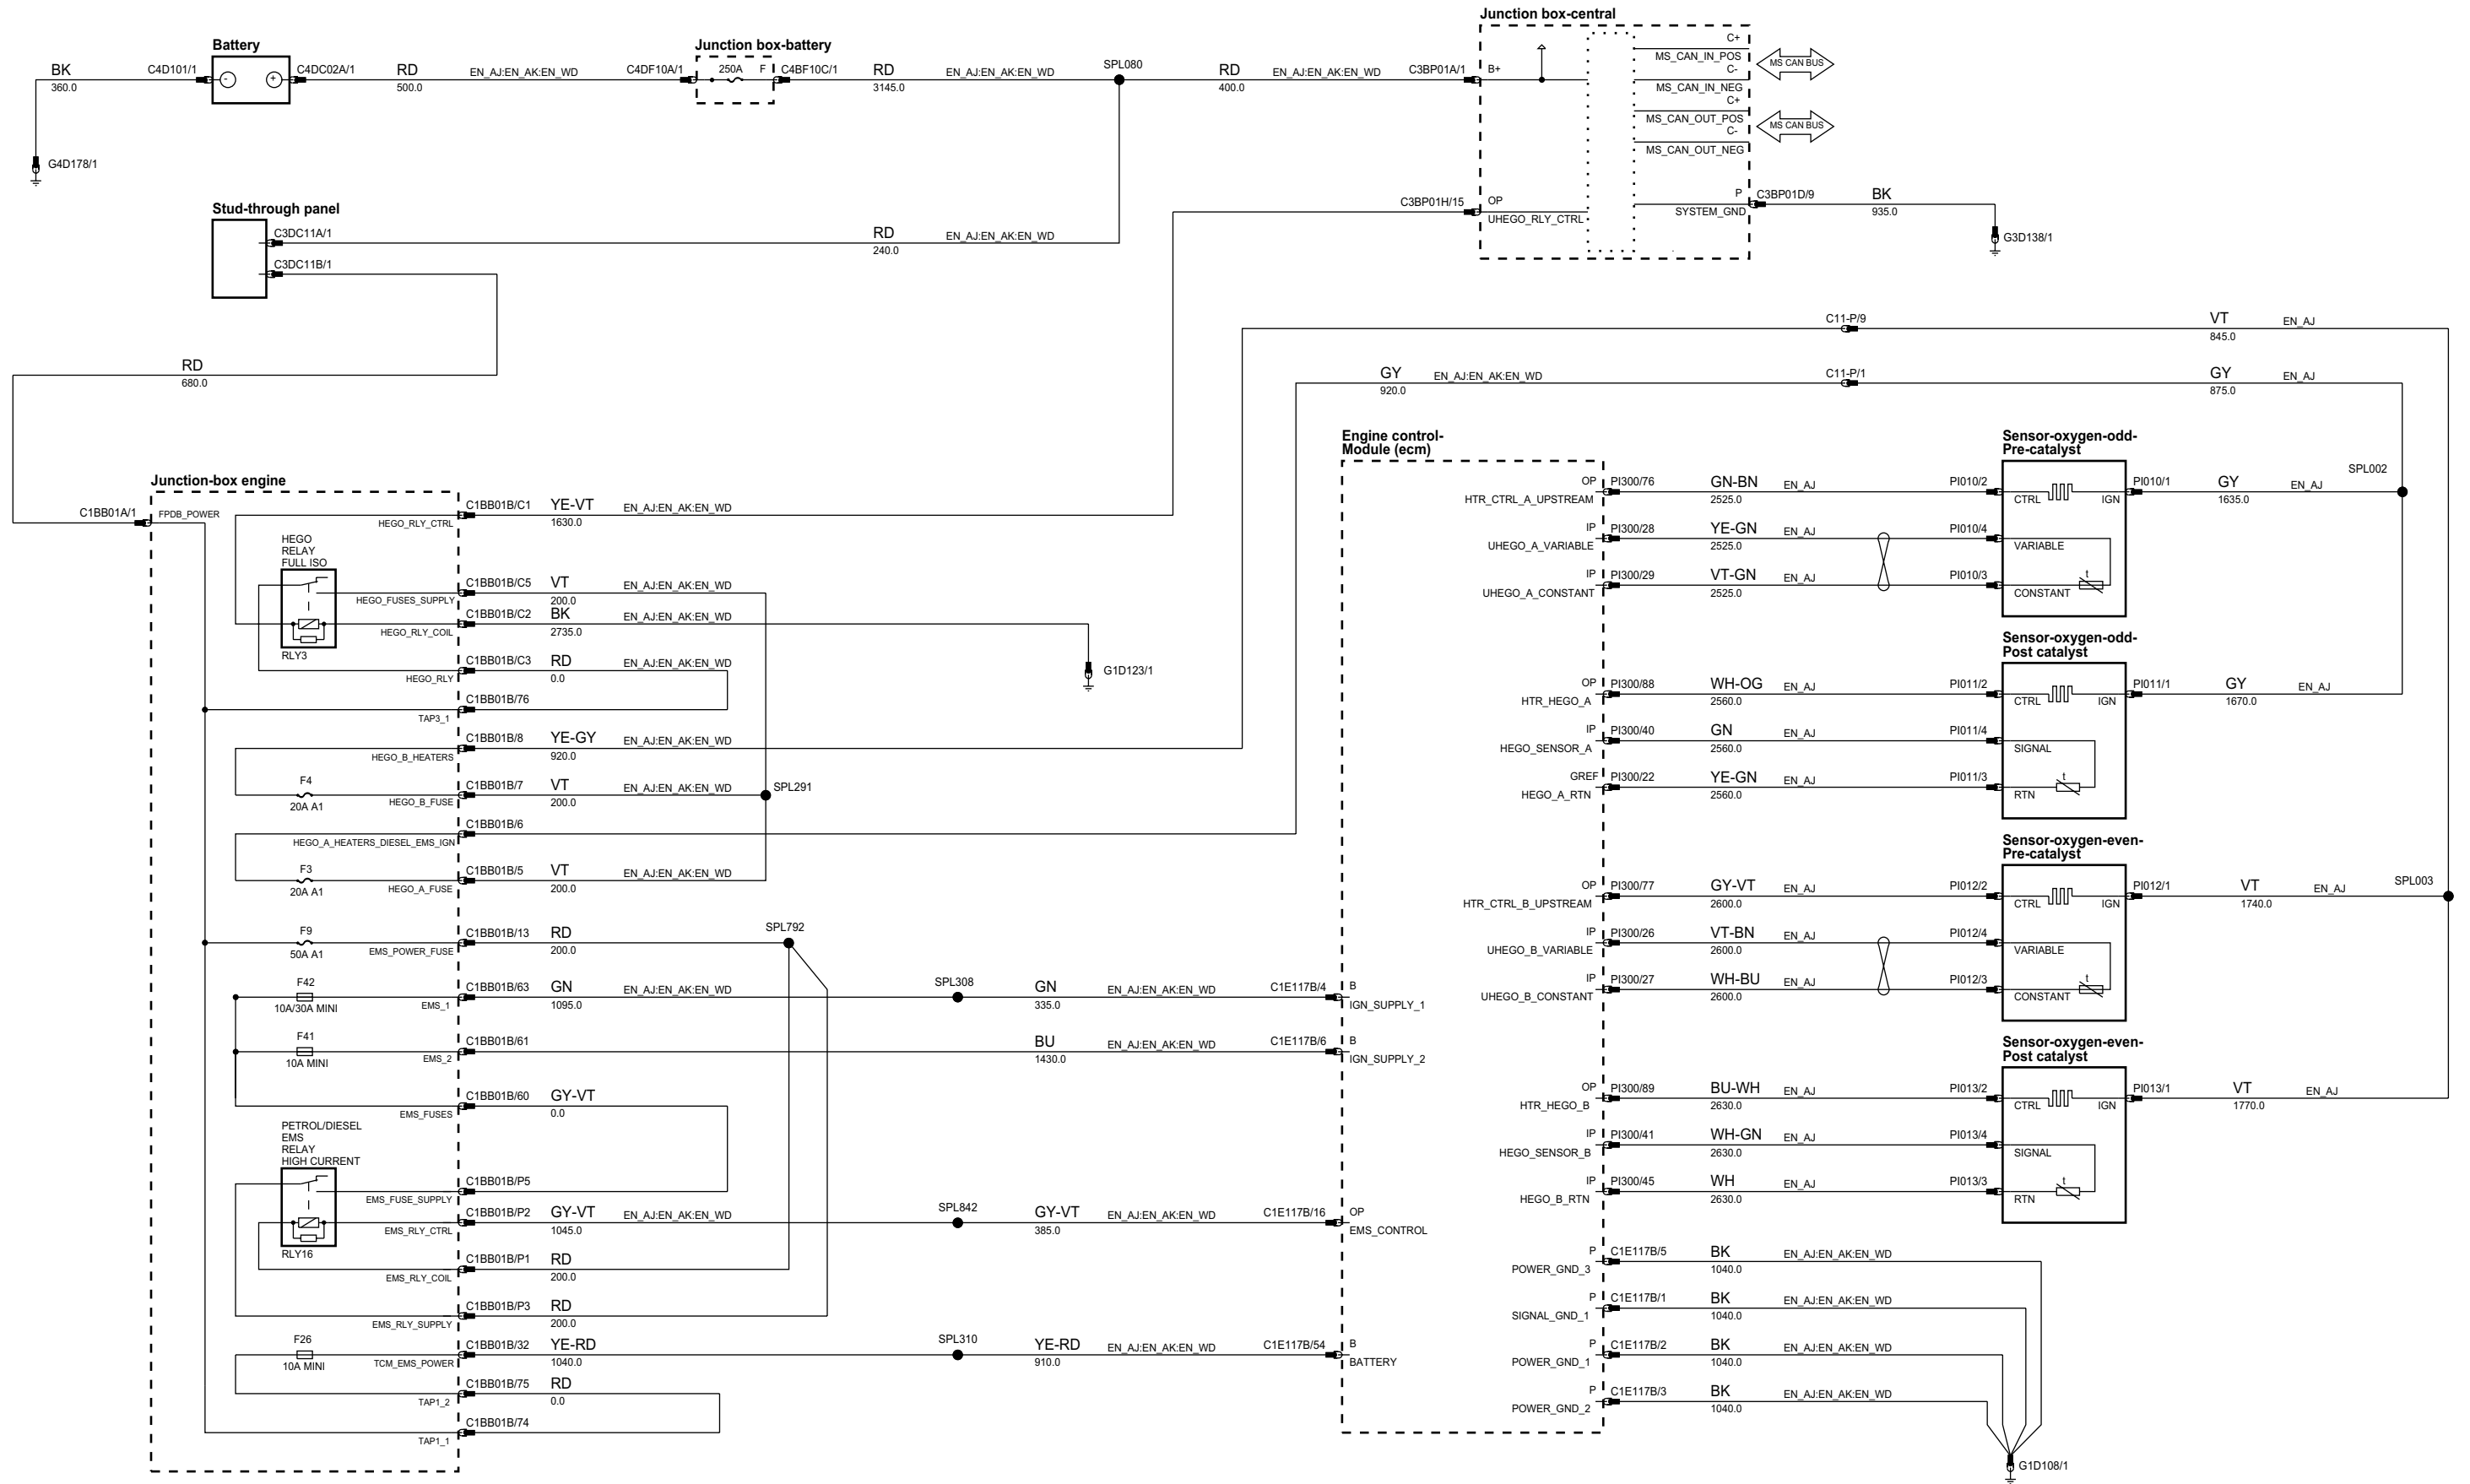 Junction box-central
Battery
Junction box-battery
BK
360.0
C4D101/1
-
+
C4DC02A/1
RD
500.0
EN_AJ:EN_AK:EN_WD
C4DF10A/1
250A
F
C4BF10C/1
RD
3145.0
EN_AJ:EN_AK:EN_WD
SPL080
RD
400.0
EN_AJ:EN_AK:EN_WD
C3BP01A/1
B+
C+
MS_CAN_IN_POS
C-
MS_CAN_IN_NEG
C+
MS_CAN_OUT_POS
C-
MS_CAN_OUT_NEG
MS CAN BUS
MS CAN BUS
G4D178/1
C3BP01H/15
OP
UHEGO_RLY_CTRL
P
SYSTEM_GND
C3BP01D/9
BK
935.0
G3D138/1
Stud-through panel
C3DC11A/1
RD
240.0
EN_AJ:EN_AK:EN_WD
C3DC11B/1
RD
680.0
C11-P/9
VT
845.0
EN_AJ
GY
920.0
EN_AJ:EN_AK:EN_WD
C11-P/1
GY
875.0
EN_AJ
Junction-box engine
C1BB01A/1
FPDB_POWER
HEGO_RLY_CTRL
C1BB01B/C1
YE-VT
1630.0
EN_AJ:EN_AK:EN_WD
HEGO
RELAY
FULL ISO
RLY3
HEGO_FUSES_SUPPLY
C1BB01B/C5
VT
200.0
EN_AJ:EN_AK:EN_WD
HEGO_RLY_COIL
C1BB01B/C2
BK
2735.0
EN_AJ:EN_AK:EN_WD
G1D123/1
HEGO_RLY
C1BB01B/C3
RD
0.0
EN_AJ:EN_AK:EN_WD
TAP3_1
C1BB01B/76
HEGO_B_HEATERS
C1BB01B/8
YE-GY
920.0
EN_AJ:EN_AK:EN_WD
F4
20A A1
HEGO_B_FUSE
C1BB01B/7
VT
200.0
EN_AJ:EN_AK:EN_WD
SPL291
HEGO_A_HEATERS_DIESEL_EMS_IGN
C1BB01B/6
F3
20A A1
HEGO_A_FUSE
C1BB01B/5
VT
200.0
EN_AJ:EN_AK:EN_WD
F9
50A A1
EMS_POWER_FUSE
C1BB01B/13
RD
200.0
SPL792
F42
10A/30A MINI
EMS_1
C1BB01B/63
GN
1095.0
EN_AJ:EN_AK:EN_WD
SPL308
GN
335.0
EN_AJ:EN_AK:EN_WD
C1E117B/4
B
IGN_SUPPLY_1
F41
10A MINI
EMS_2
C1BB01B/61
BU
1430.0
EN_AJ:EN_AK:EN_WD
C1E117B/6
B
IGN_SUPPLY_2
EMS_FUSES
C1BB01B/60
GY-VT
0.0
PETROL/DIESEL
EMS
RELAY
HIGH CURRENT
RLY16
EMS_FUSE_SUPPLY
C1BB01B/P5
EMS_RLY_CTRL
C1BB01B/P2
GY-VT
1045.0
EN_AJ:EN_AK:EN_WD
SPL842
GY-VT
385.0
EN_AJ:EN_AK:EN_WD
C1E117B/16
OP
EMS_CONTROL
EMS_RLY_COIL
C1BB01B/P1
RD
200.0
EMS_RLY_SUPPLY
C1BB01B/P3
RD
200.0
F26
10A MINI
TCM_EMS_POWER
C1BB01B/32
YE-RD
1040.0
SPL310
YE-RD
910.0
EN_AJ:EN_AK:EN_WD
C1E117B/54
B
BATTERY
TAP1_2
C1BB01B/75
RD
0.0
TAP1_1
C1BB01B/74
Engine control-
Module (ecm)
OP
HTR_CTRL_A_UPSTREAM
PI300/76
GN-BN
2525.0
EN_AJ
PI010/2
IP
UHEGO_A_VARIABLE
PI300/28
YE-GN
2525.0
EN_AJ
PI010/4
IP
UHEGO_A_CONSTANT
PI300/29
VT-GN
2525.0
EN_AJ
PI010/3
Sensor-oxygen-odd-
Pre-catalyst
CTRL
IGN
VARIABLE
t
CONSTANT
PI010/1
GY
1635.0
EN_AJ
SPL002
OP
HTR_HEGO_A
PI300/88
WH-OG
2560.0
EN_AJ
PI011/2
IP
HEGO_SENSOR_A
PI300/40
GN
2560.0
EN_AJ
PI011/4
GREF
HEGO_A_RTN
PI300/22
YE-GN
2560.0
EN_AJ
PI011/3
Sensor-oxygen-odd-
Post catalyst
CTRL
IGN
SIGNAL
t
RTN
PI011/1
GY
1670.0
EN_AJ
OP
HTR_CTRL_B_UPSTREAM
PI300/77
GY-VT
2600.0
EN_AJ
PI012/2
IP
UHEGO_B_VARIABLE
PI300/26
VT-BN
2600.0
EN_AJ
PI012/4
IP
UHEGO_B_CONSTANT
PI300/27
WH-BU
2600.0
EN_AJ
PI012/3
Sensor-oxygen-even-
Pre-catalyst
CTRL
IGN
VARIABLE
t
CONSTANT
PI012/1
VT
1740.0
EN_AJ
SPL003
OP
HTR_HEGO_B
PI300/89
BU-WH
2630.0
EN_AJ
PI013/2
IP
HEGO_SENSOR_B
PI300/41
WH-GN
2630.0
EN_AJ
PI013/4
IP
HEGO_B_RTN
PI300/45
WH
2630.0
EN_AJ
PI013/3
Sensor-oxygen-even-
Post catalyst
CTRL
IGN
SIGNAL
t
RTN
PI013/1
VT
1770.0
EN_AJ
P
POWER_GND_3
C1E117B/5
BK
1040.0
EN_AJ:EN_AK:EN_WD
P
SIGNAL_GND_1
C1E117B/1
BK
1040.0
EN_AJ:EN_AK:EN_WD
P
POWER_GND_1
C1E117B/2
BK
1040.0
EN_AJ:EN_AK:EN_WD
P
POWER_GND_2
C1E117B/3
BK
1040.0
EN_AJ:EN_AK:EN_WD
G1D108/1